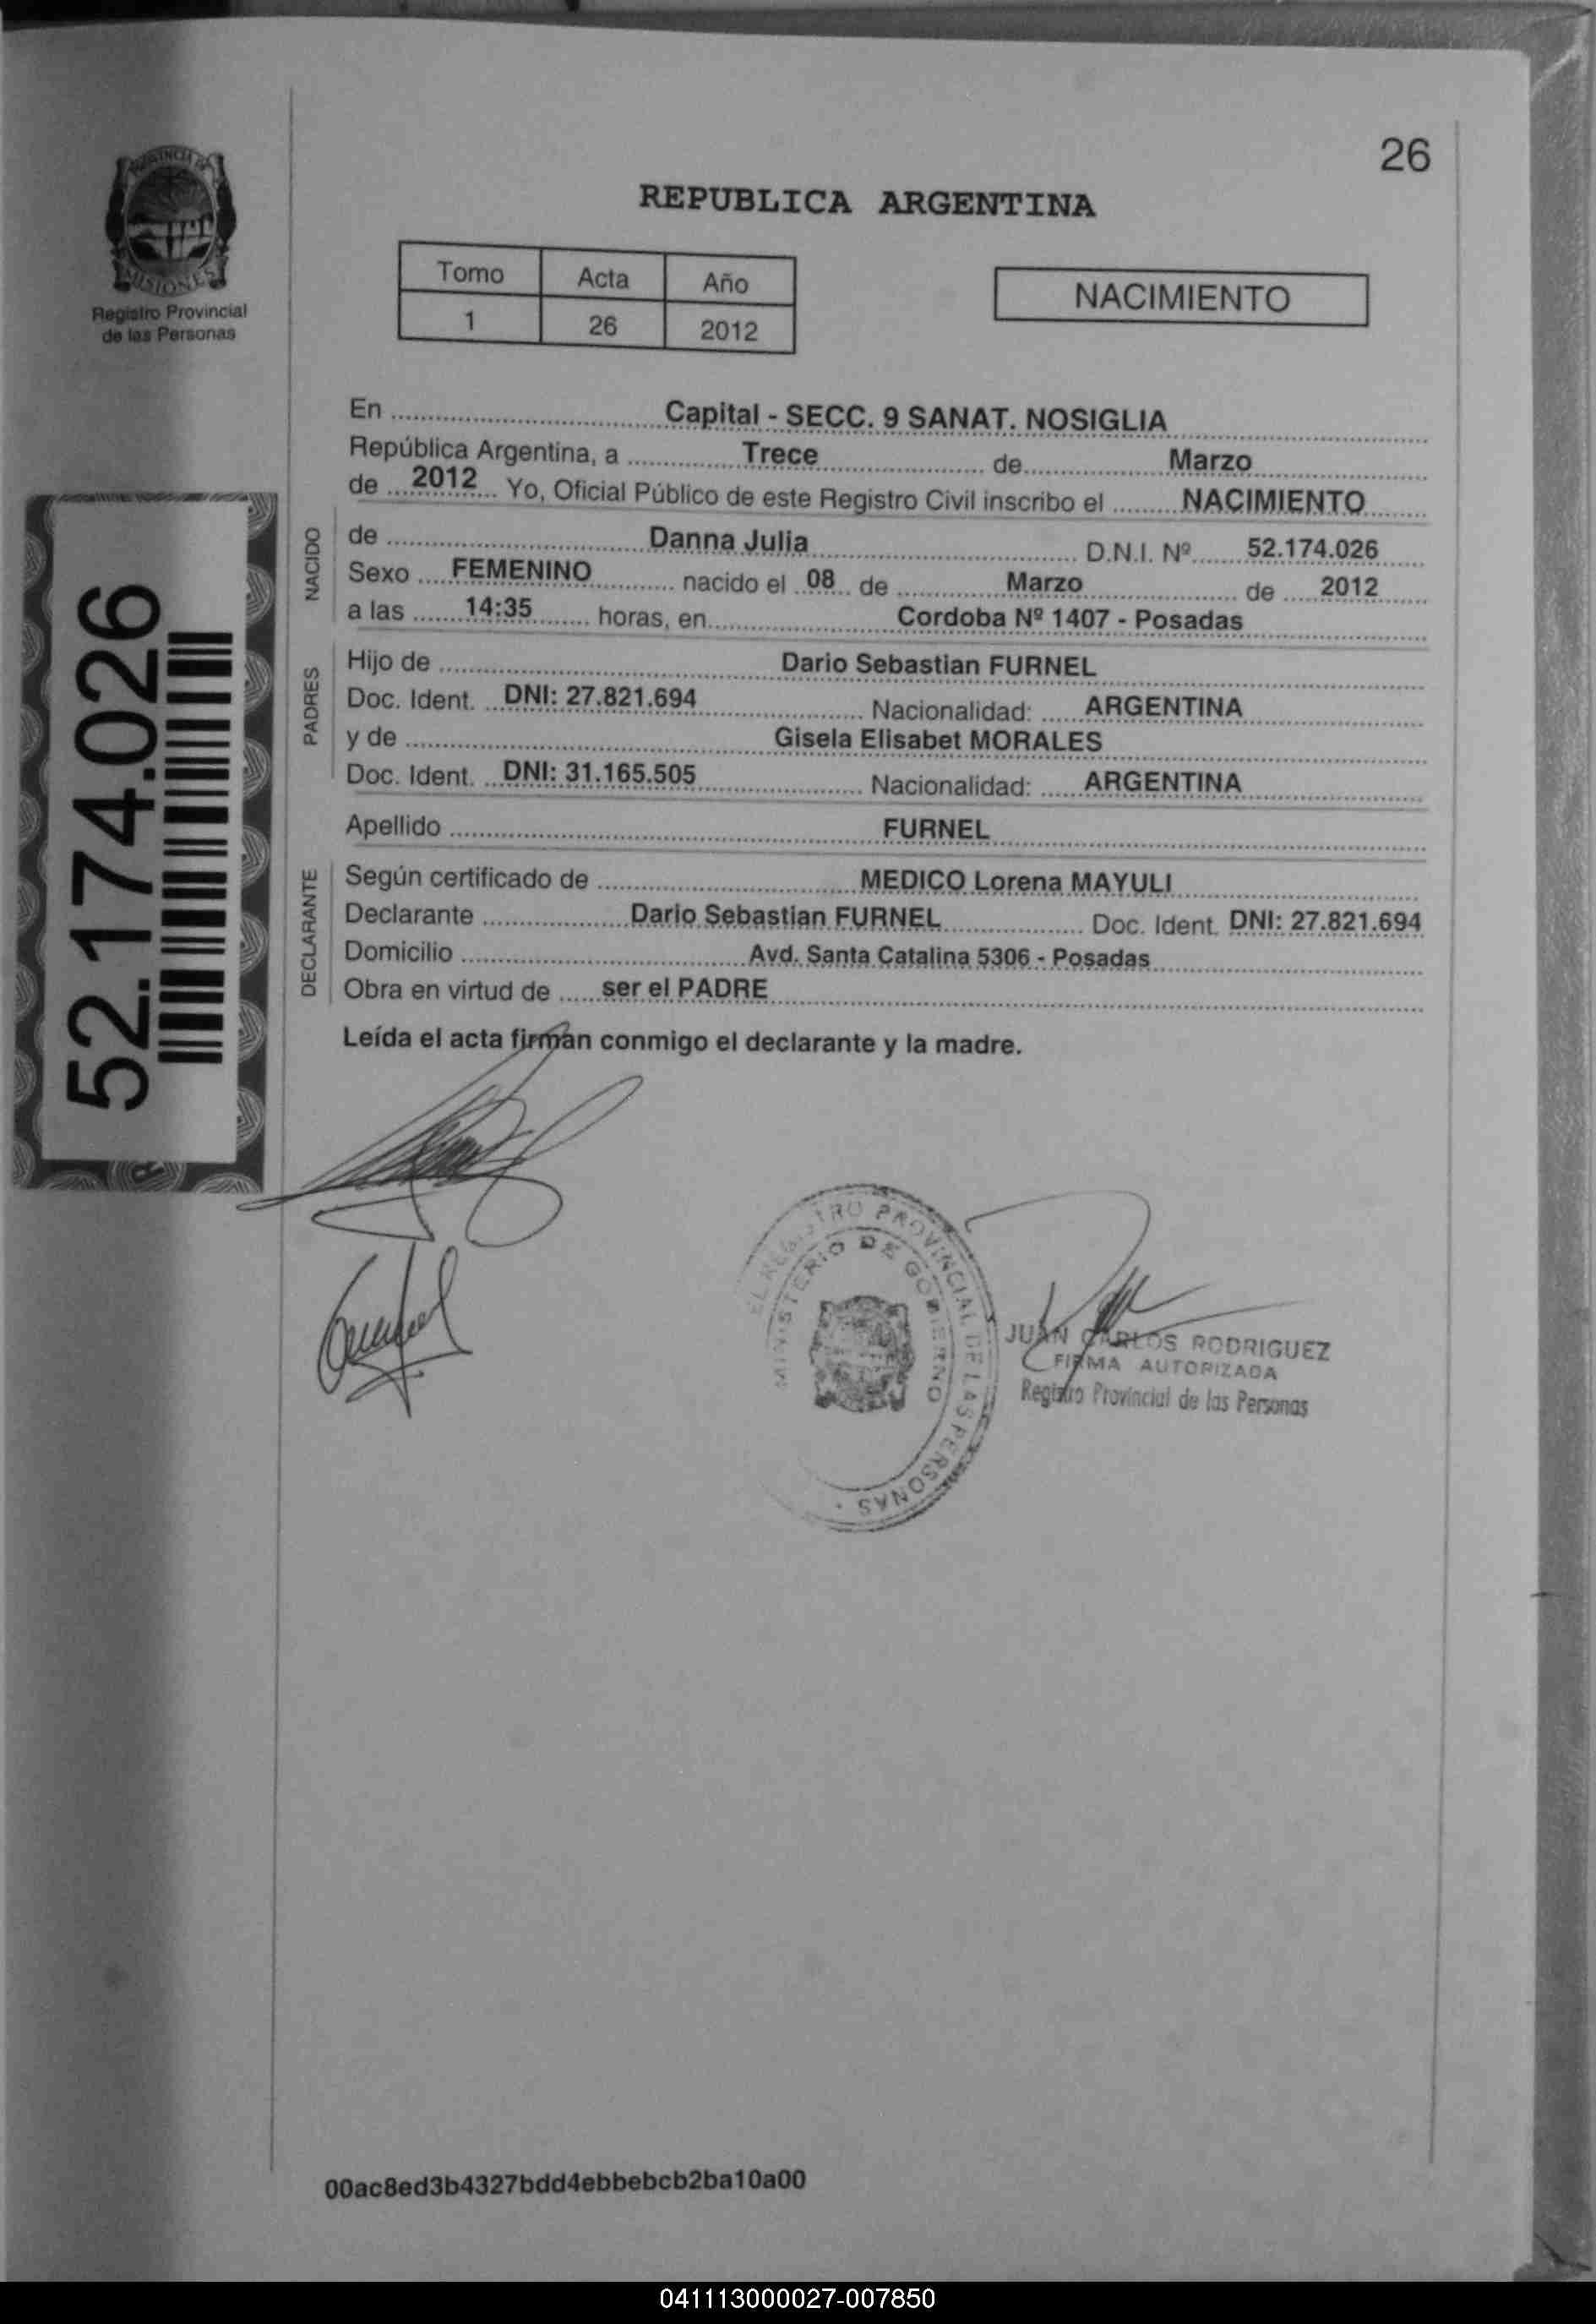 26
PROVINCIA DE
MISIONES
Registro Provincial
de las Personas
REPUBLICA ARGENTINA
Tomo Acta Año
1 26 2012
NACIMIENTO
En Capital - SECC. 9 SANAT. NOSIGLIA
República Argentina, a Trece de Marzo
de 2012 Yo, Oficial Público de este Registro Civil inscribo el NACIMIENTO
NACIDO
de Danna Julia D.N.I. Nº 52.174.026
Sexo FEMENINO nacido el 08 de Marzo de 2012
a las 14:35 horas, en Cordoba Nº 1407 - Posadas
PADRES
Hijo de Dario Sebastian FURNEL
Doc. Ident. DNI: 27.821.694 Nacionalidad: ARGENTINA
y de Gisela Elisabet MORALES
Doc. Ident. DNI: 31.165.505 Nacionalidad: ARGENTINA
Apellido FURNEL
DECLARANTE
Según certificado de MEDICO Lorena MAYULI
Declarante Dario Sebastian FURNEL Doc. Ident. DNI: 27.821.694
Domicilio Avd. Santa Catalina 5306 - Posadas
Obra en virtud de ser el PADRE
Leída el acta firman conmigo el declarante y la madre.
52.174.026
REGISTRO PROVINCIAL DE LAS PERSONAS
MINISTERIO DE GOBIERNO
JUAN CARLOS RODRIGUEZ
FIRMA AUTORIZADA
Registro Provincial de las Personas
00ac8ed3b4327bdd4ebbebcb2ba10a00
041113000027-007850